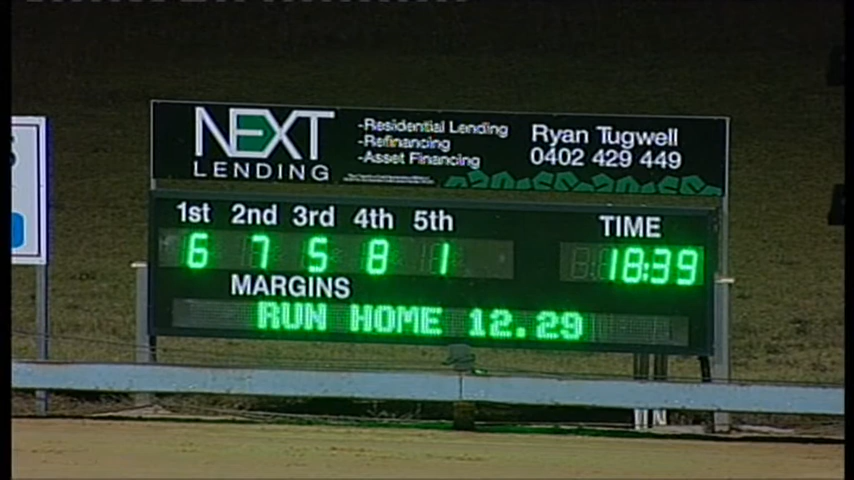 NEXT
LENDING
-Residential Lending
-Refinancing
-Asset Financing
Ryan Tugwell
0402 429 449
1st 2nd 3rd 4th 5th TIME
6 7 5 8 1 18:39
MARGINS
RUN HOME 12.29